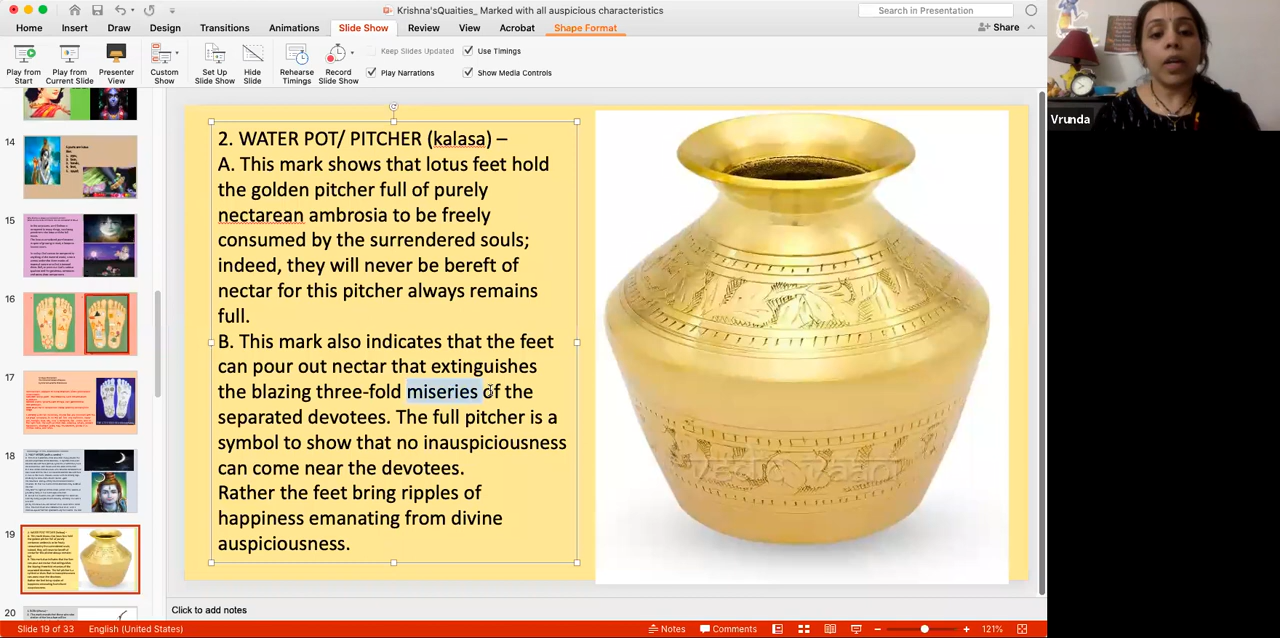 Krishna'sQuaities_ Marked with all auspicious characteristics
Search in Presentation
Home Insert Draw Design Transitions Animations Slide Show Review View Acrobat Shape Format
Share
Play from Start
Play from Current Slide
Presenter View
Custom Show
Set Up Slide Show
Hide Slide
Rehearse Timings
Record Slide Show
Keep Slides Updated
Use Timings
Play Narrations
Show Media Controls
Vrunda
14
15
16
17
18
19
20
2. WATER POT/ PITCHER (kalasa) –
A. This mark shows that lotus feet hold
the golden pitcher full of purely
nectarean ambrosia to be freely
consumed by the surrendered souls;
indeed, they will never be bereft of
nectar for this pitcher always remains
full.
B. This mark also indicates that the feet
can pour out nectar that extinguishes
the blazing three-fold miseries of the
separated devotees. The full pitcher is a
symbol to show that no inauspiciousness
can come near the devotees.
Rather the feet bring ripples of
happiness emanating from divine
auspiciousness.
Click to add notes
Slide 19 of 33 English (United States) Notes Comments 121%